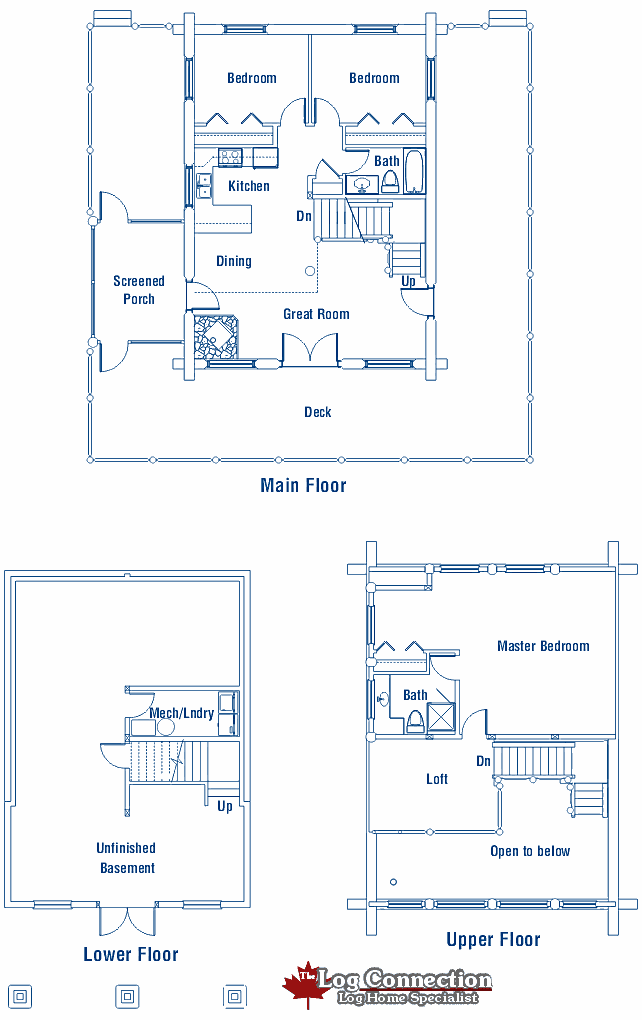 Bedroom
Bedroom
Bath
Kitchen
Dn
Dining
Screened
Porch
Up
Great Room
Deck
Main Floor
Master Bedroom
Bath
Mech/Lndry
Dn
Loft
Up
Unfinished
Basement
Open to below
Lower Floor
Upper Floor
The Log Connection
Log Home Specialist